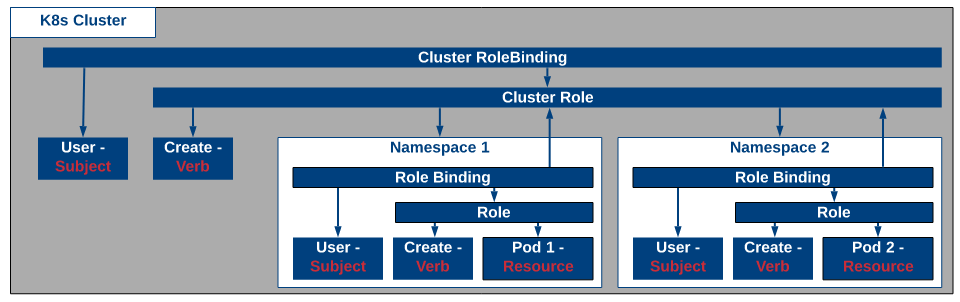 K8s Cluster
Cluster RoleBinding
Cluster Role
User -
Subject
Create -
Verb
Namespace 1
Role Binding
Role
User -
Subject
Create -
Verb
Pod 1 -
Resource
Namespace 2
Role Binding
Role
User -
Subject
Create -
Verb
Pod 2 -
Resource